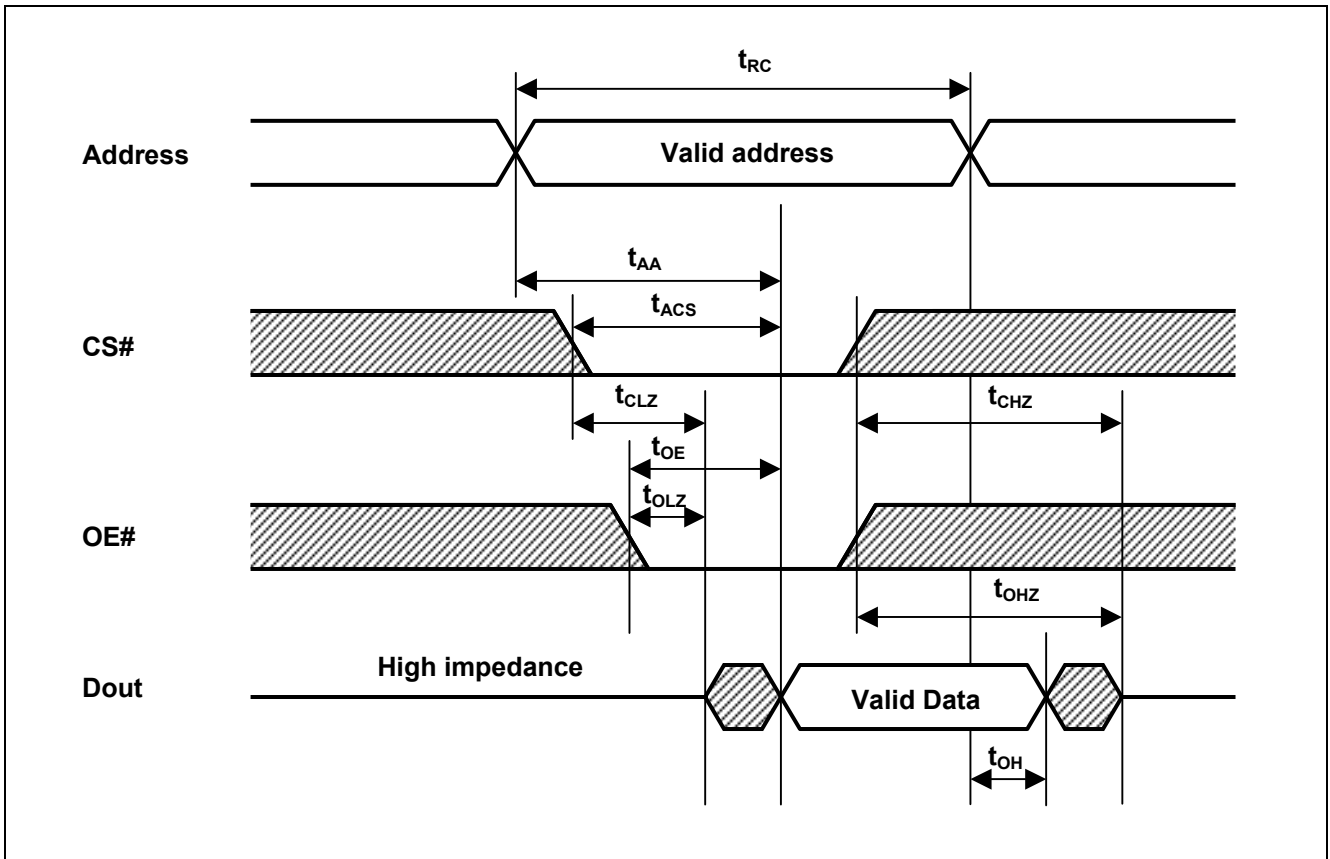 tRC
Address
Valid address
tAA
tACS
CS#
tCLZ
tCHZ
tOE
tOLZ
OE#
tOHZ
High impedance
Dout
Valid Data
tOH